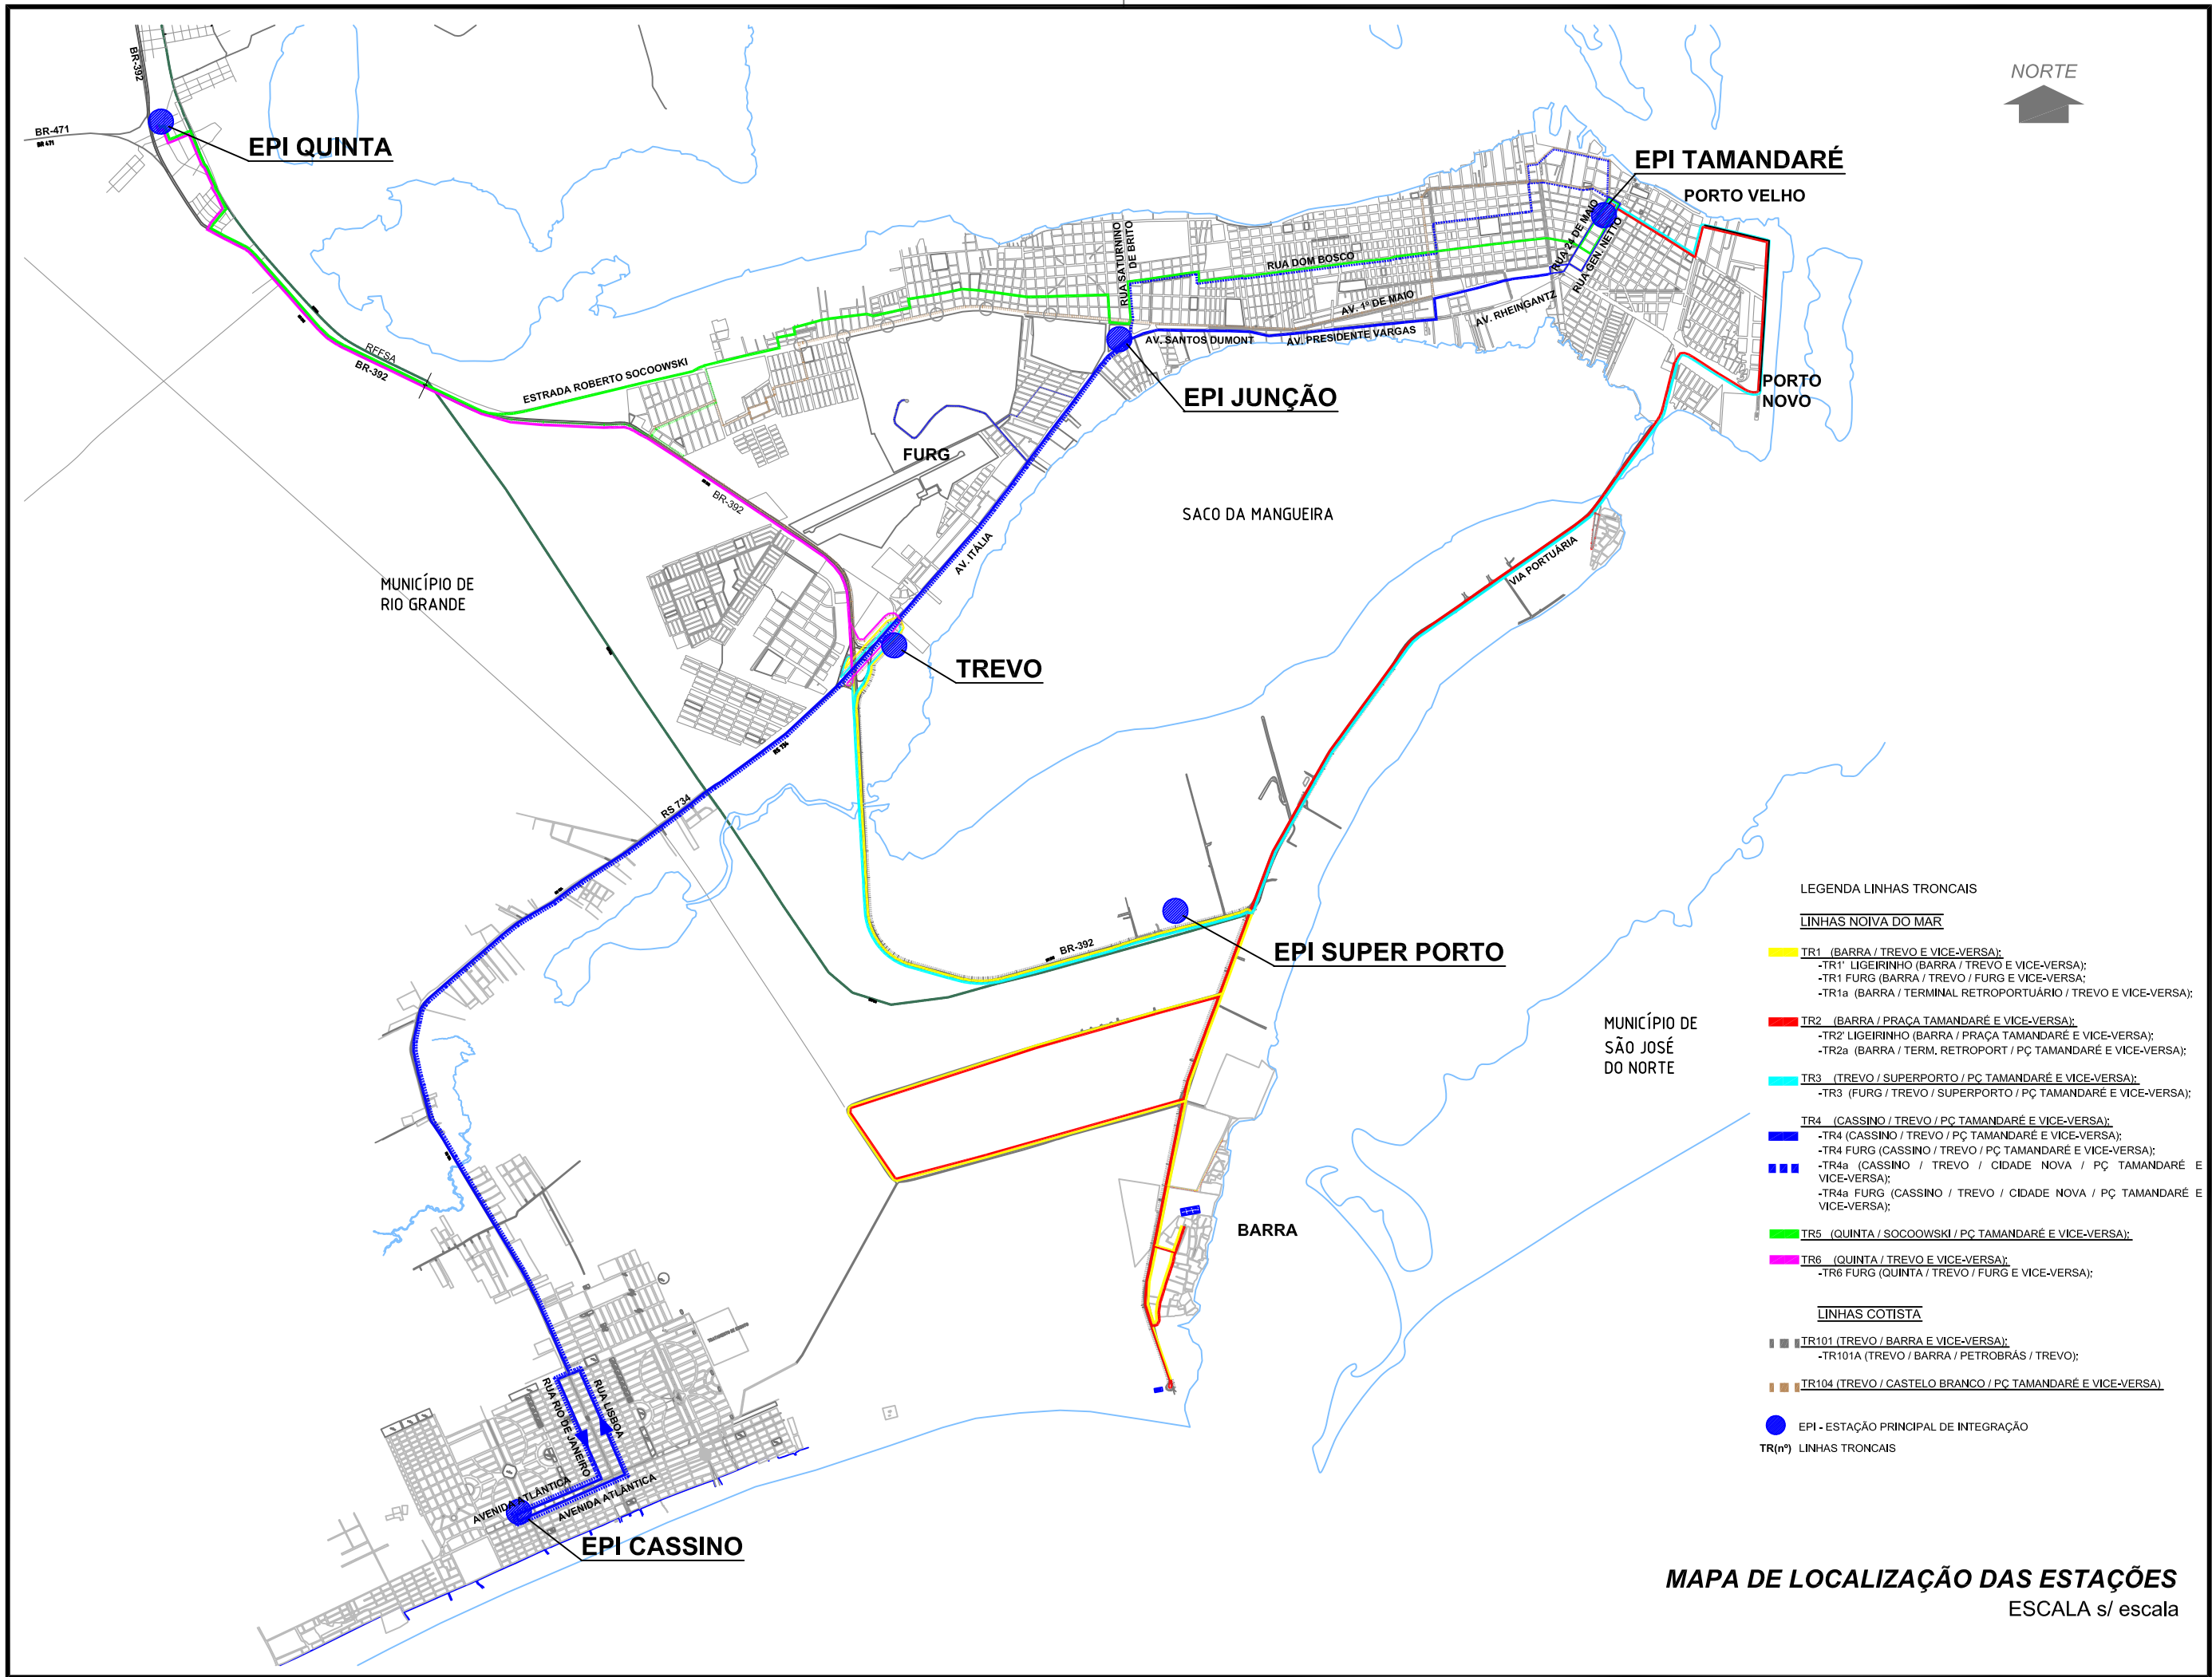 NORTE
BR-392
BR-471
BR 471
EPI QUINTA
EPI TAMANDARÉ
PORTO VELHO
RUA SATURNINO
DE BRITO
RUA DOM BOSCO
RUA 24 DE MAIO
RUA GEN. NETTO
AV. 1º DE MAIO
AV. RHEINGANTZ
AV. SANTOS DUMONT
AV. PRESIDENTE VARGAS
RFFSA
BR-392
ESTRADA ROBERTO SOCOOWSKI
EPI JUNÇÃO
PORTO
NOVO
FURG
BR-392
SACO DA MANGUEIRA
AV. ITÁLIA
VIA PORTUÁRIA
MUNICÍPIO DE
RIO GRANDE
TREVO
RS 734
RS 734
BR-392
EPI SUPER PORTO
MUNICÍPIO DE
SÃO JOSÉ
DO NORTE
BARRA
RUA RIO DE JANEIRO
RUA LISBOA
AVENIDA ATLÂNTICA
AVENIDA ATLÂNTICA
EPI CASSINO
LEGENDA LINHAS TRONCAIS
LINHAS NOIVA DO MAR
TR1 (BARRA / TREVO E VICE-VERSA);
-TR1' LIGEIRINHO (BARRA / TREVO E VICE-VERSA);
-TR1 FURG (BARRA / TREVO / FURG E VICE-VERSA;
-TR1a (BARRA / TERMINAL RETROPORTUÁRIO / TREVO E VICE-VERSA);
TR2 (BARRA / PRAÇA TAMANDARÉ E VICE-VERSA);
-TR2' LIGEIRINHO (BARRA / PRAÇA TAMANDARÉ E VICE-VERSA);
-TR2a (BARRA / TERM. RETROPORT / PÇ TAMANDARÉ E VICE-VERSA);
TR3 (TREVO / SUPERPORTO / PÇ TAMANDARÉ E VICE-VERSA);
-TR3 (FURG / TREVO / SUPERPORTO / PÇ TAMANDARÉ E VICE-VERSA);
TR4 (CASSINO / TREVO / PÇ TAMANDARÉ E VICE-VERSA);
-TR4 (CASSINO / TREVO / PÇ TAMANDARÉ E VICE-VERSA);
-TR4 FURG (CASSINO / TREVO / PÇ TAMANDARÉ E VICE-VERSA);
-TR4a (CASSINO / TREVO / CIDADE NOVA / PÇ TAMANDARÉ E
VICE-VERSA);
-TR4a FURG (CASSINO / TREVO / CIDADE NOVA / PÇ TAMANDARÉ E
VICE-VERSA);
TR5 (QUINTA / SOCOOWSKI / PÇ TAMANDARÉ E VICE-VERSA);
TR6 (QUINTA / TREVO E VICE-VERSA);
-TR6 FURG (QUINTA / TREVO / FURG E VICE-VERSA);
LINHAS COTISTA
TR101 (TREVO / BARRA E VICE-VERSA);
-TR101A (TREVO / BARRA / PETROBRÁS / TREVO);
TR104 (TREVO / CASTELO BRANCO / PÇ TAMANDARÉ E VICE-VERSA)
EPI - ESTAÇÃO PRINCIPAL DE INTEGRAÇÃO
TR(nº) LINHAS TRONCAIS
MAPA DE LOCALIZAÇÃO DAS ESTAÇÕES
ESCALA s/ escala